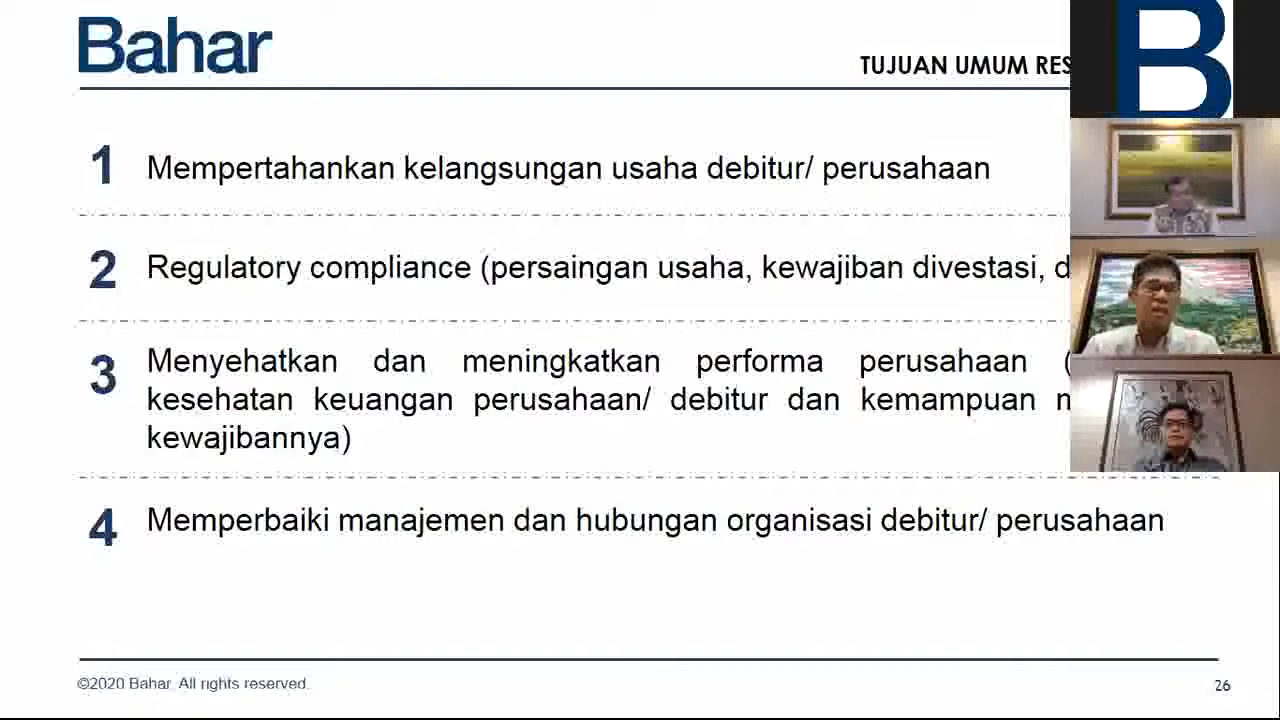 Bahar
TUJUAN UMUM RES
B
1 Mempertahankan kelangsungan usaha debitur/ perusahaan
2 Regulatory compliance (persaingan usaha, kewajiban divestasi, d
3 Menyehatkan dan meningkatkan performa perusahaan (
kesehatan keuangan perusahaan/ debitur dan kemampuan
kewajibannya)
4 Memperbaiki manajemen dan hubungan organisasi debitur/ perusahaan
©2020 Bahar. All rights reserved.
26